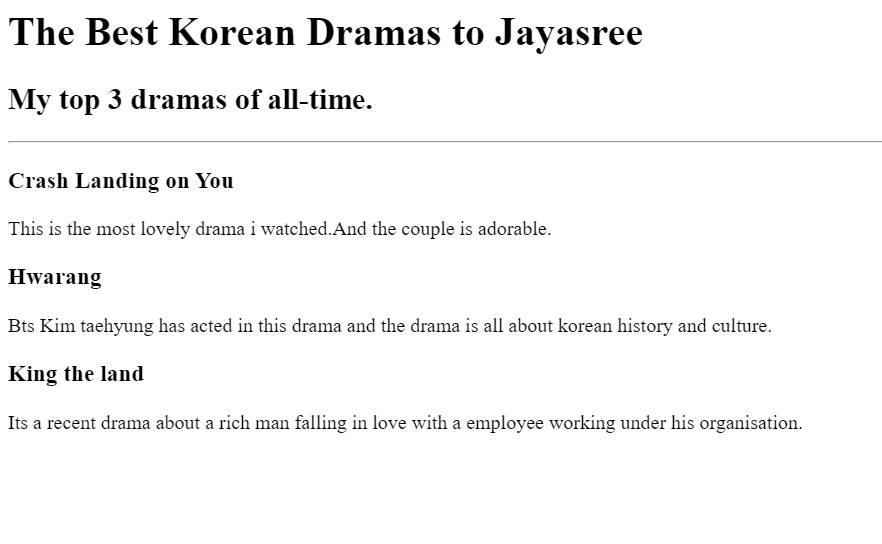 The Best Korean Dramas to Jayasree
My top 3 dramas of all-time.
Crash Landing on You
This is the most lovely drama i watched.And the couple is adorable.
Hwarang
Bts Kim taehyung has acted in this drama and the drama is all about korean history and culture.
King the land
Its a recent drama about a rich man falling in love with a employee working under his organisation.